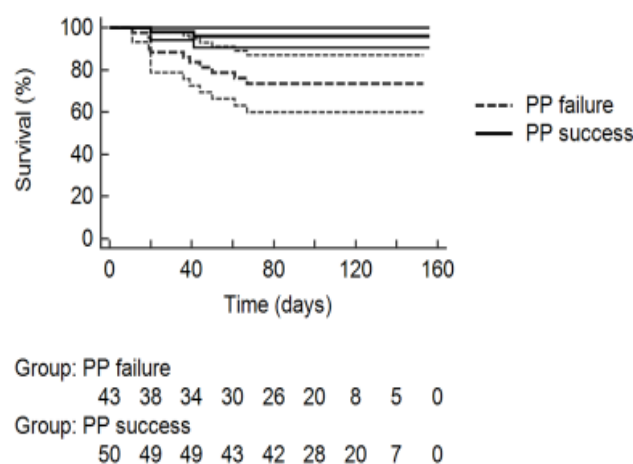 100
80
60
40
20
0
Survival (%)
0 40 80 120 160
Time (days)
PP failure
PP success
Group: PP failure
43 38 34 30 26 20 8 5 0
Group: PP success
50 49 49 43 42 28 20 7 0